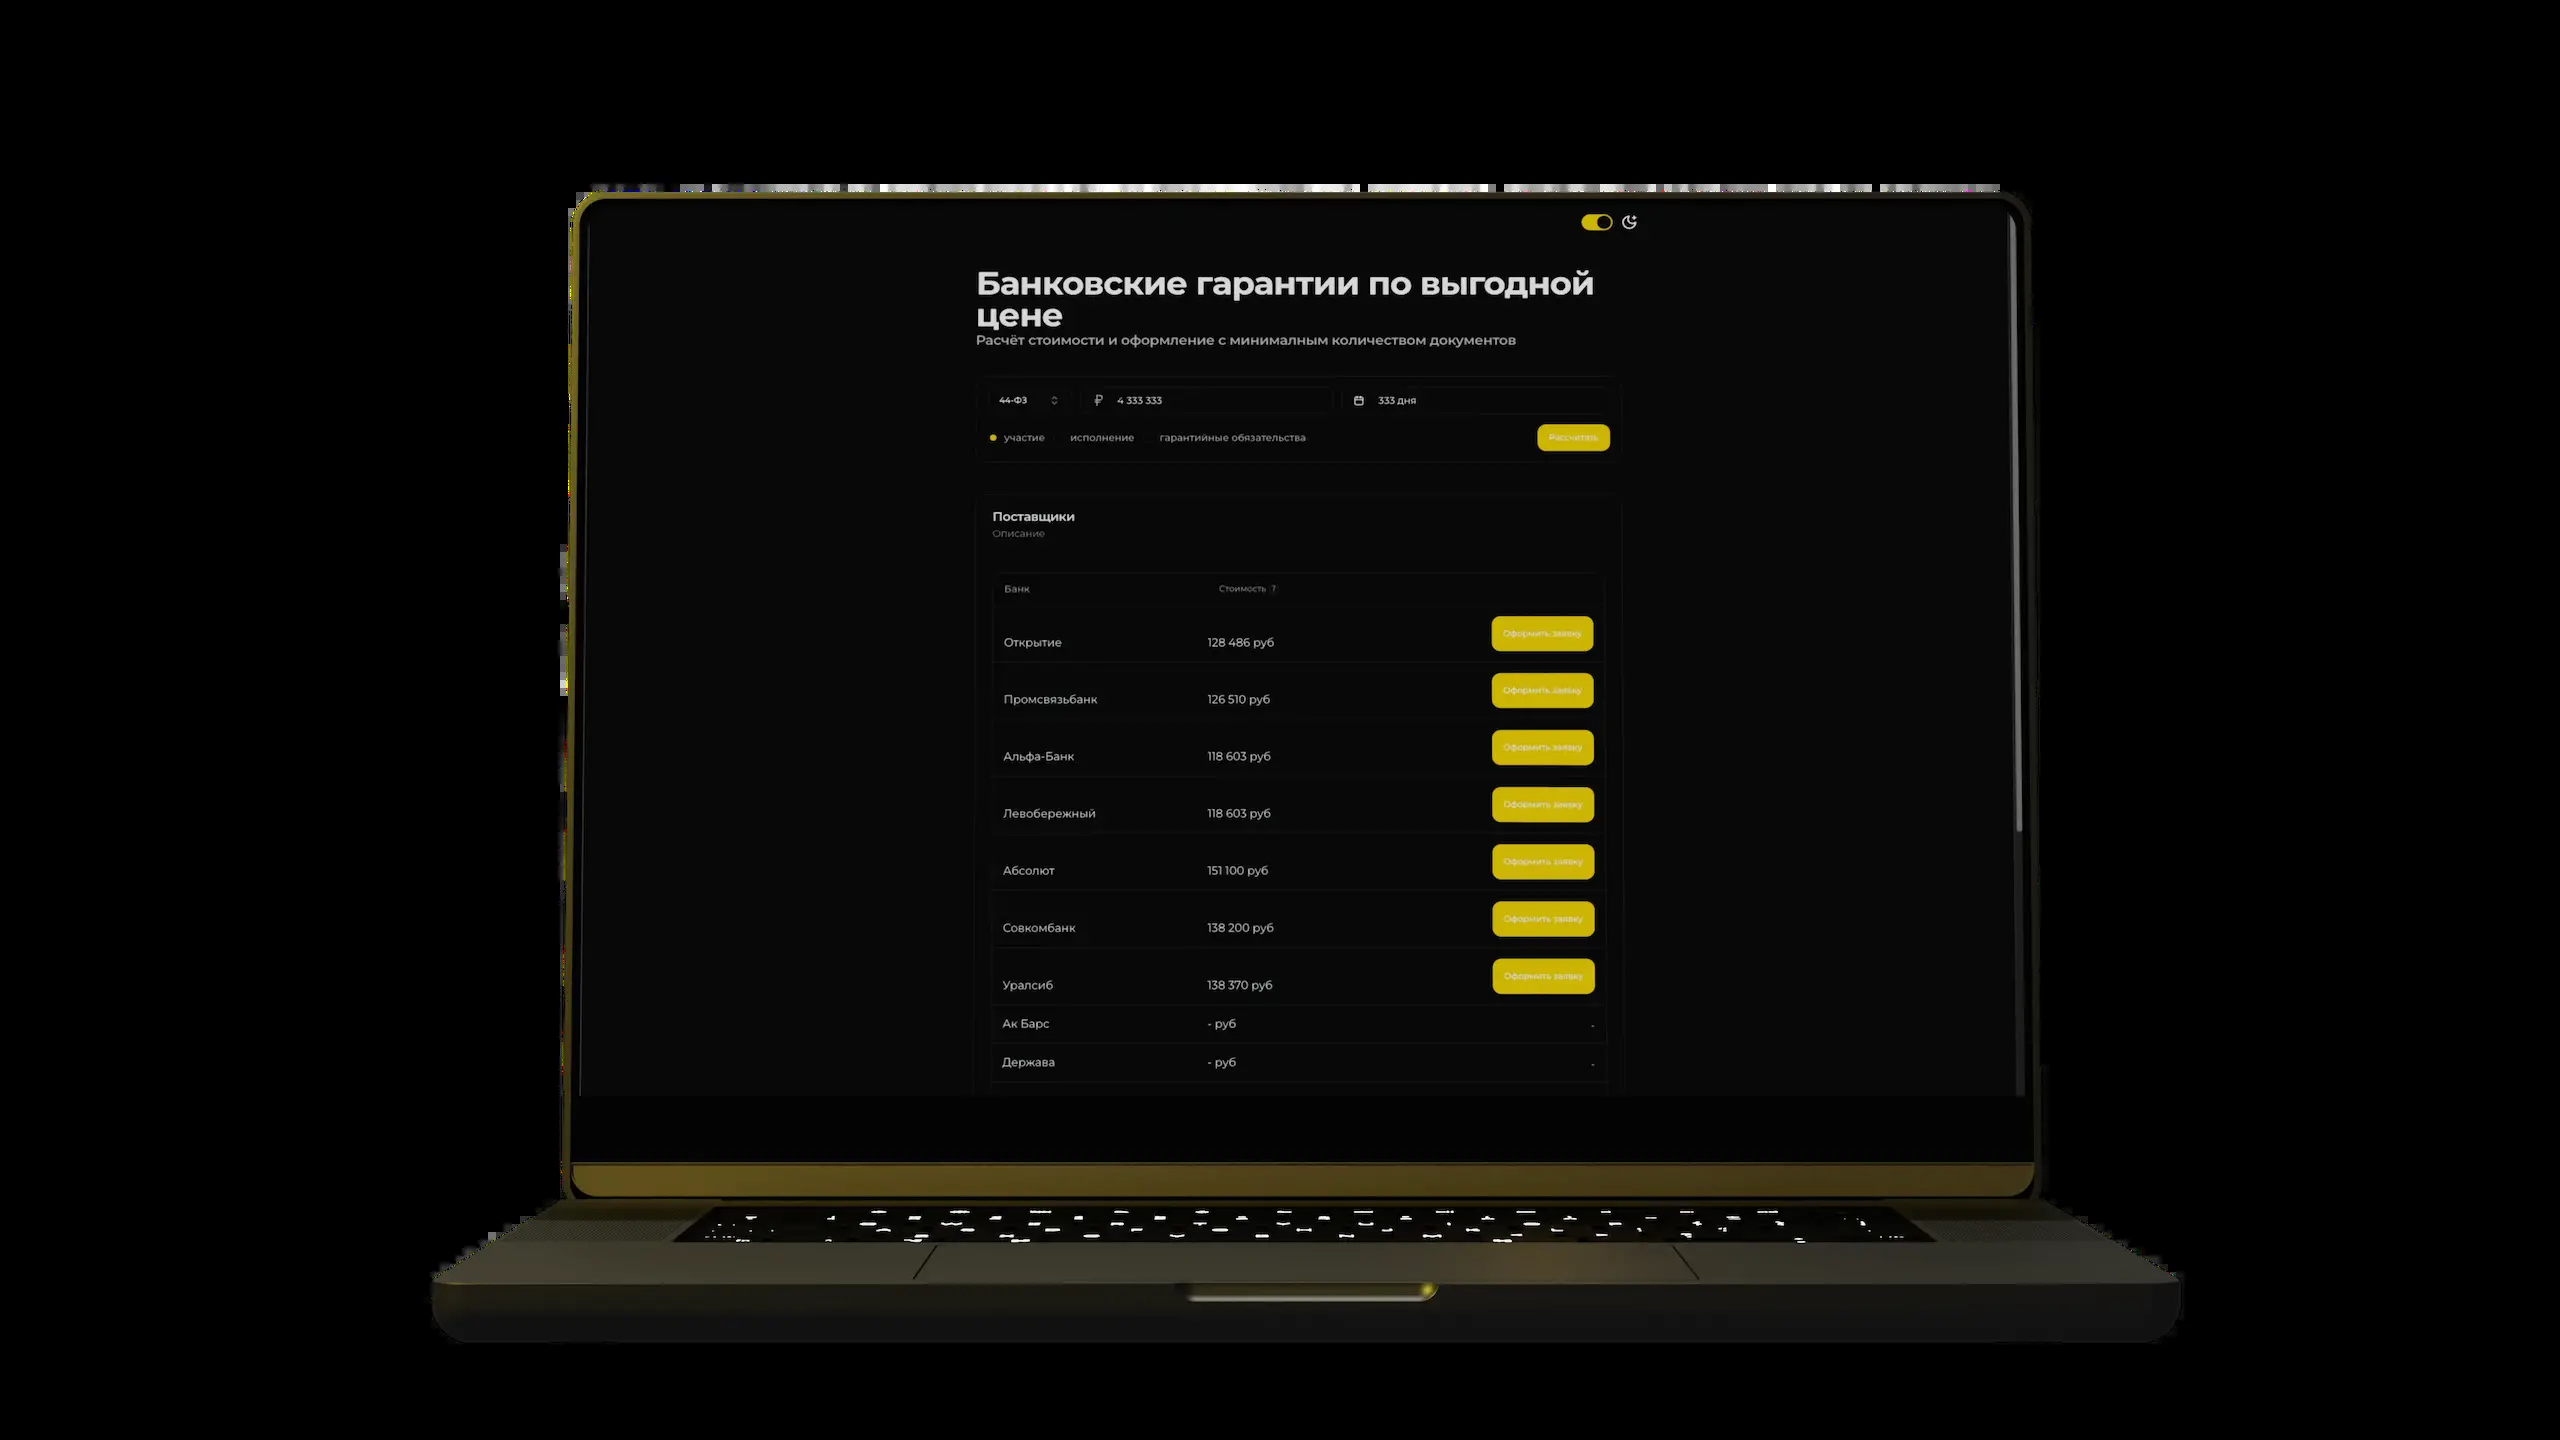 Банковские гарантии по выгодной
цене
Расчёт стоимости и оформление с минималным количеством документов
44-ФЗ ₽ 4 333 333 333 дня
участие исполнение гарантийные обязательства Рассчитать
Поставщики
Описание
Банк Стоимость ?
Открытие 128 486 руб Оформить заявку
Промсвязьбанк 126 510 руб Оформить заявку
Альфа-Банк 118 603 руб Оформить заявку
Левобережный 118 603 руб Оформить заявку
Абсолют 151 100 руб Оформить заявку
Совкомбанк 138 200 руб Оформить заявку
Уралсиб 138 370 руб Оформить заявку
Ак Барс - руб -
Держава - руб -